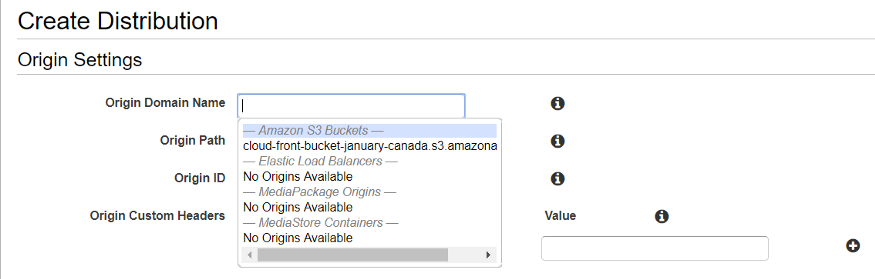 Create Distribution
Origin Settings
Origin Domain Name
— Amazon S3 Buckets —
cloud-front-bucket-january-canada.s3.amazona
Origin Path
— Elastic Load Balancers —
No Origins Available
Origin ID
— MediaPackage Origins —
No Origins Available
Origin Custom Headers
Value
— MediaStore Containers —
No Origins Available